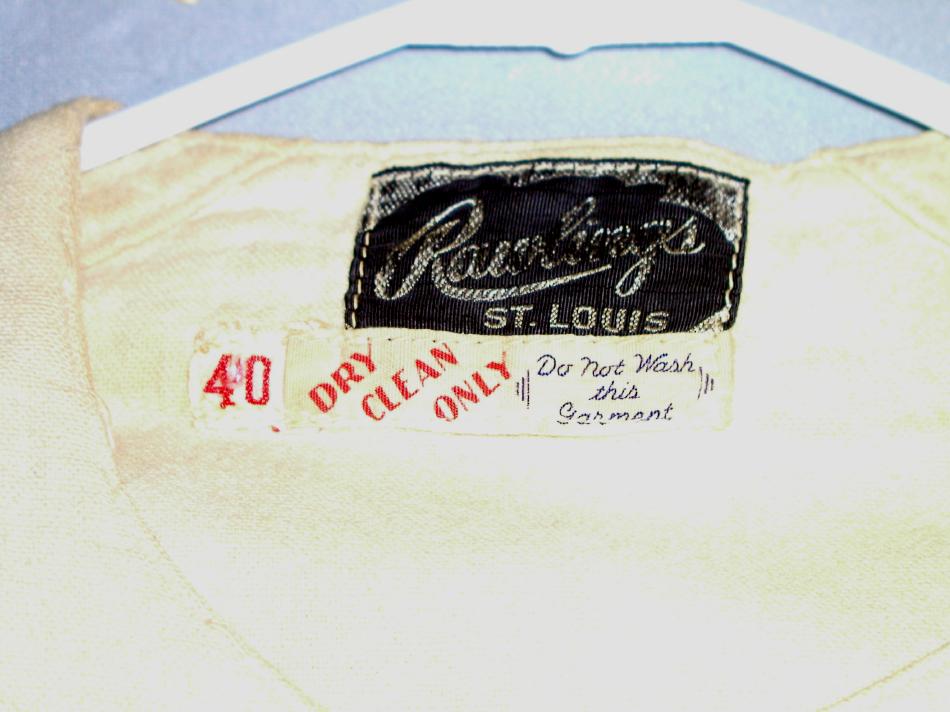 Rawlings
ST. LOUIS
40
DRY
CLEAN
ONLY
Do Not Wash
this
Garment